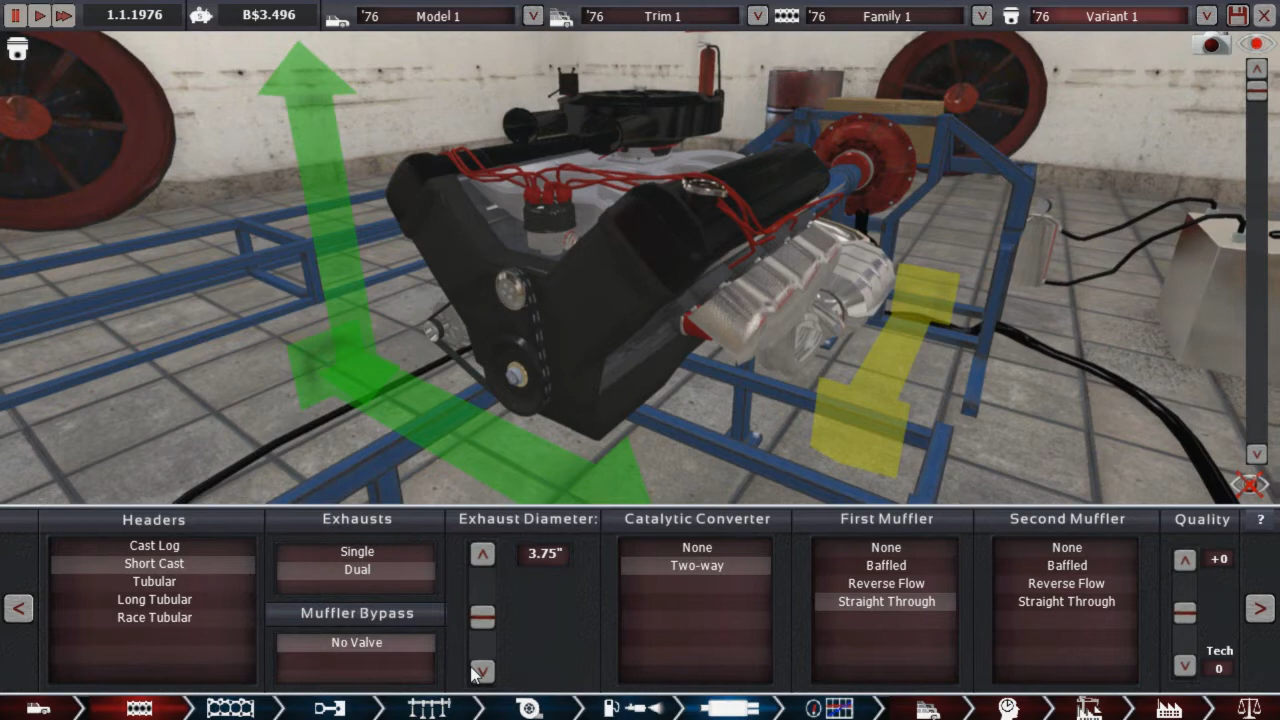 1.1.1976
B$3.496
'76 Model 1
'76 Trim 1
'76 Family 1
'76 Variant 1
Headers
Cast Log
Short Cast
Tubular
Long Tubular
Race Tubular
Exhausts
Single
Dual
Muffler Bypass
No Valve
Exhaust Diameter:
3.75"
Catalytic Converter
None
Two-way
First Muffler
None
Baffled
Reverse Flow
Straight Through
Second Muffler
None
Baffled
Reverse Flow
Straight Through
Quality
+0
Tech
0
?